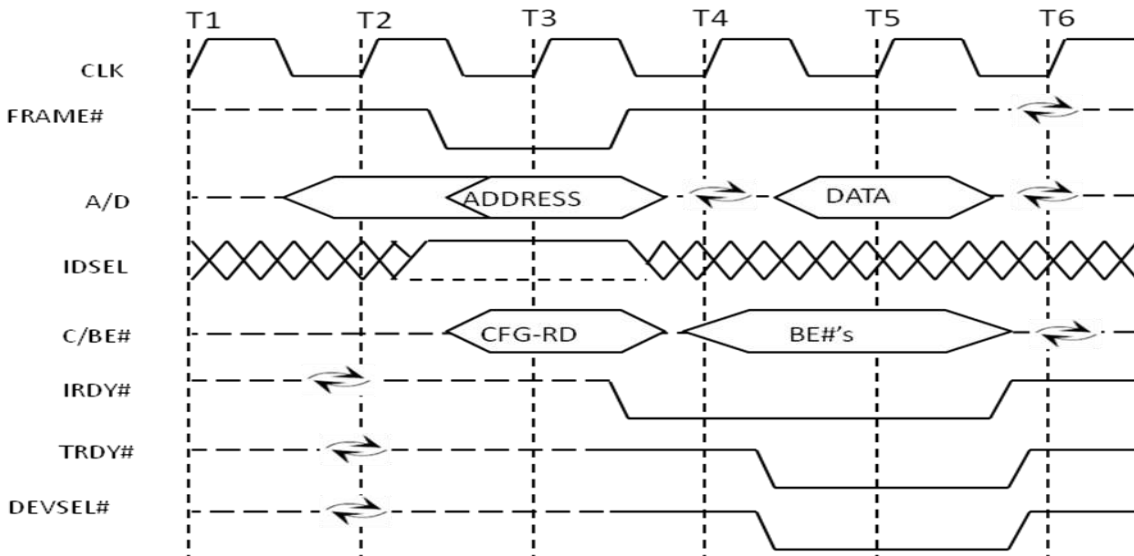 T1 T2 T3 T4 T5 T6
CLK
FRAME#
A/D ADDRESS DATA
IDSEL
C/BE# CFG-RD BE#'s
IRDY#
TRDY#
DEVSEL#